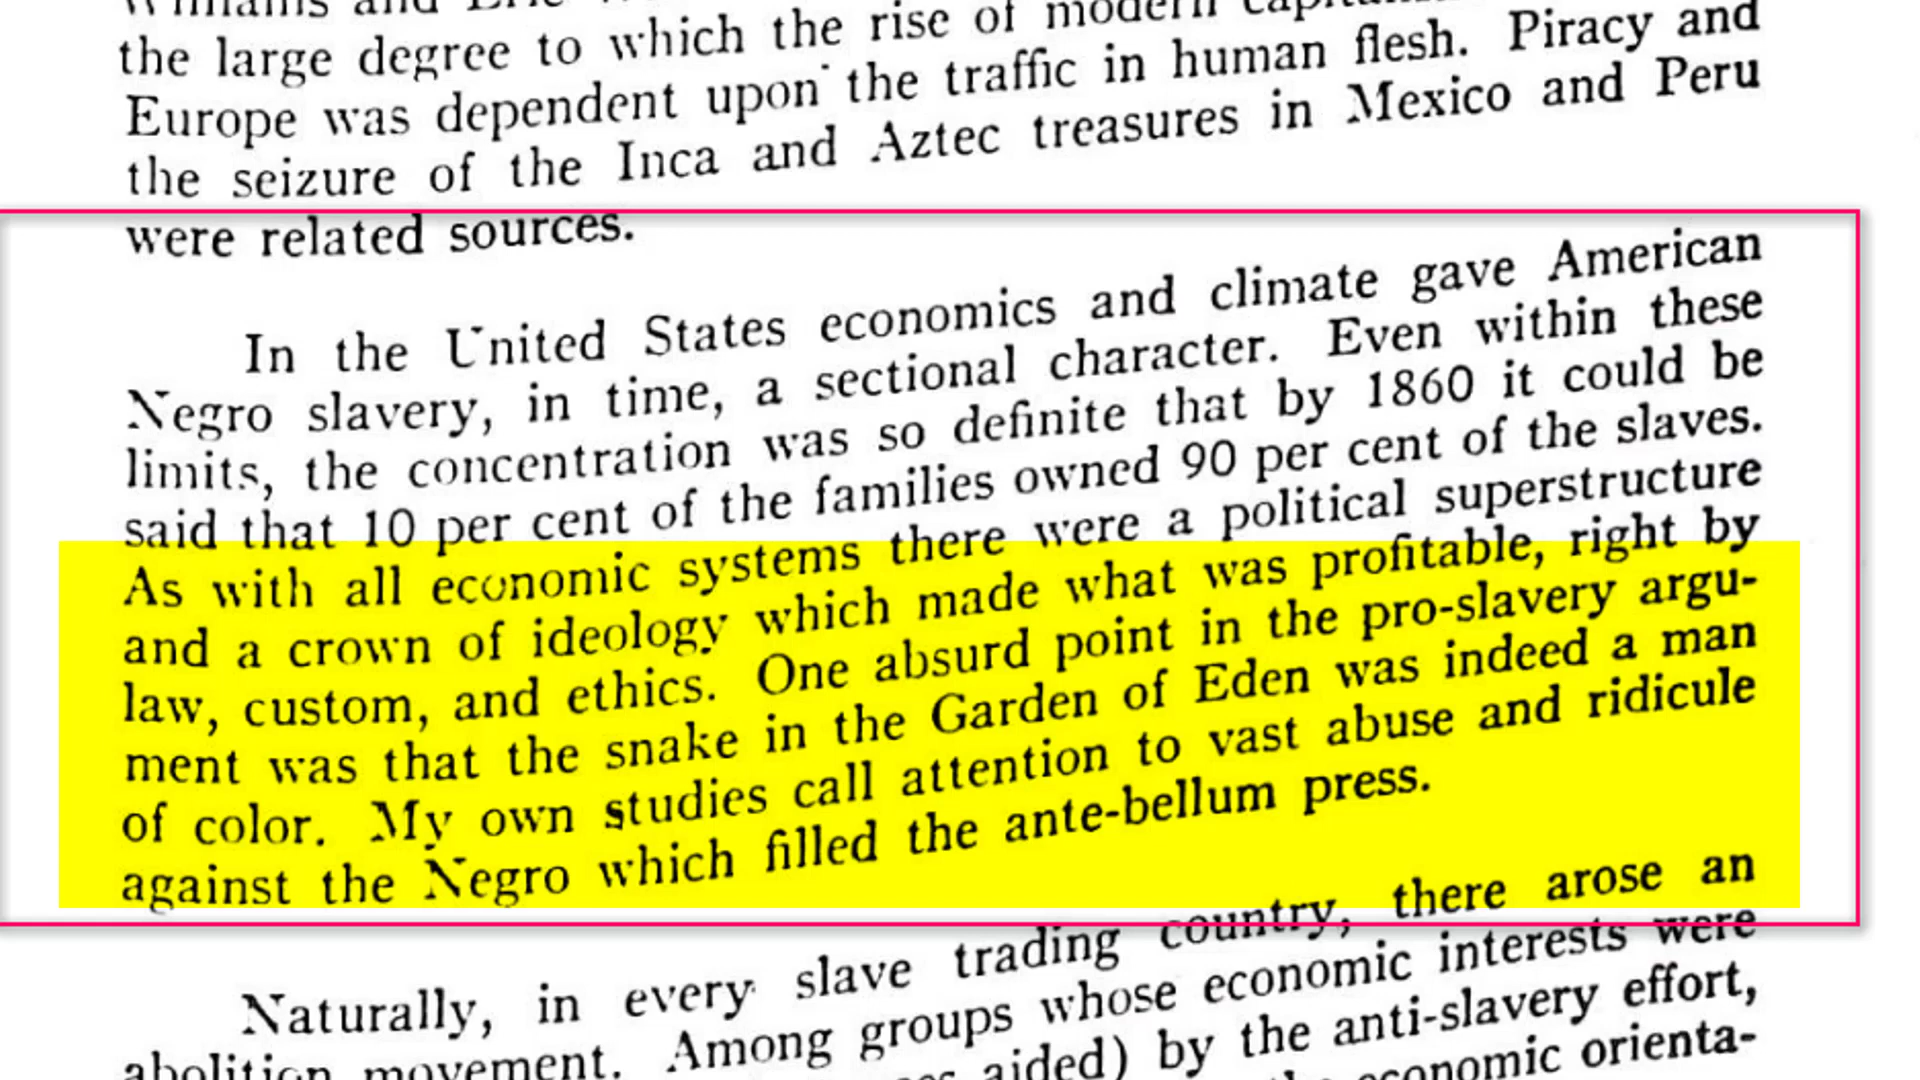 the large degree to which the rise of modern
Europe was dependent upon the traffic in human flesh. Piracy and
the seizure of the Inca and Aztec treasures in Mexico and Peru
were related sources.
In the United States economics and climate gave American
Negro slavery, in time, a sectional character. Even within these
limits, the concentration was so definite that by 1860 it could be
said that 10 per cent of the families owned 90 per cent of the slaves.
As with all economic systems there were a political superstructure
and a crown of ideology which made what was profitable, right by
law, custom, and ethics. One absurd point in the pro-slavery argu-
ment was that the snake in the Garden of Eden was indeed a man
of color. My own studies call attention to vast abuse and ridicule
against the Negro which filled the ante-bellum press.
Naturally, in every slave trading country, there arose an
abolition movement. Among groups whose economic interests were
aided) by the anti-slavery effort,
economic orienta-